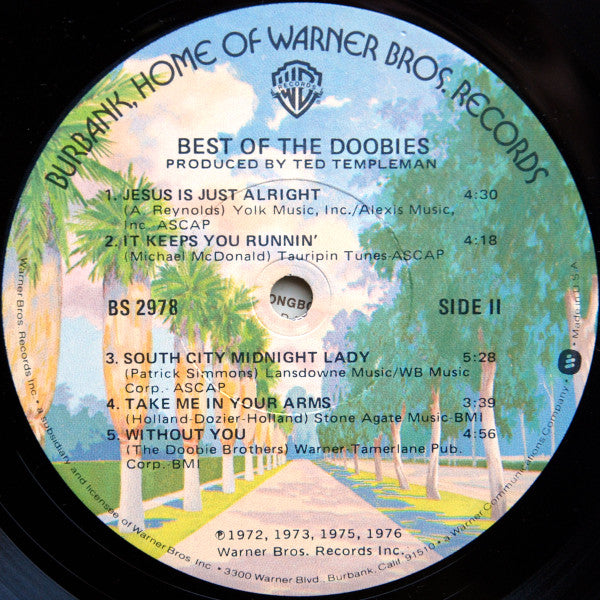 BURBANK, HOME OF WARNER BROS. RECORDS
W
RECORDS
®
BEST OF THE DOOBIES
PRODUCED BY TED TEMPLEMAN
1. JESUS IS JUST ALRIGHT 4:30
(A. Reynolds) Yolk Music, Inc./Alexis Music,
Inc. ASCAP
2. IT KEEPS YOU RUNNIN' 4:18
(Michael McDonald) Tauripin Tunes-ASCAP
BS 2978 SIDE II
3. SOUTH CITY MIDNIGHT LADY 5:28
(Patrick Simmons) Lansdowne Music/WB Music
Corp.-ASCAP
4. TAKE ME IN YOUR ARMS 3:39
(Holland-Dozier-Holland) Stone Agate Music-BMI
5. WITHOUT YOU 4:56
(The Doobie Brothers) Warner-Tamerlane Pub.
Corp.-BMI
℗1972, 1973, 1975, 1976
Warner Bros. Records Inc.
Warner Bros. Records Inc. • a subsidiary and licensee of Warner Bros. Inc. • 3300 Warner Blvd., Burbank, Calif. 91510 • a Warner Communications Company • Made in U.S.A.